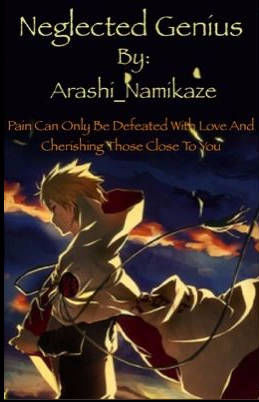 Neglected Genius
By:
Arashi_Namikaze
Pain Can Only Be Defeated With Love And
Cherishing Those Close To You